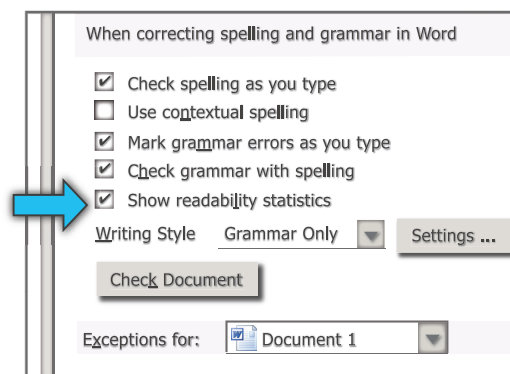 When correcting spelling and grammar in Word
Check spelling as you type
Use contextual spelling
Mark grammar errors as you type
Check grammar with spelling
Show readability statistics
Writing Style Grammar Only Settings ...
Check Document
Exceptions for: Document 1